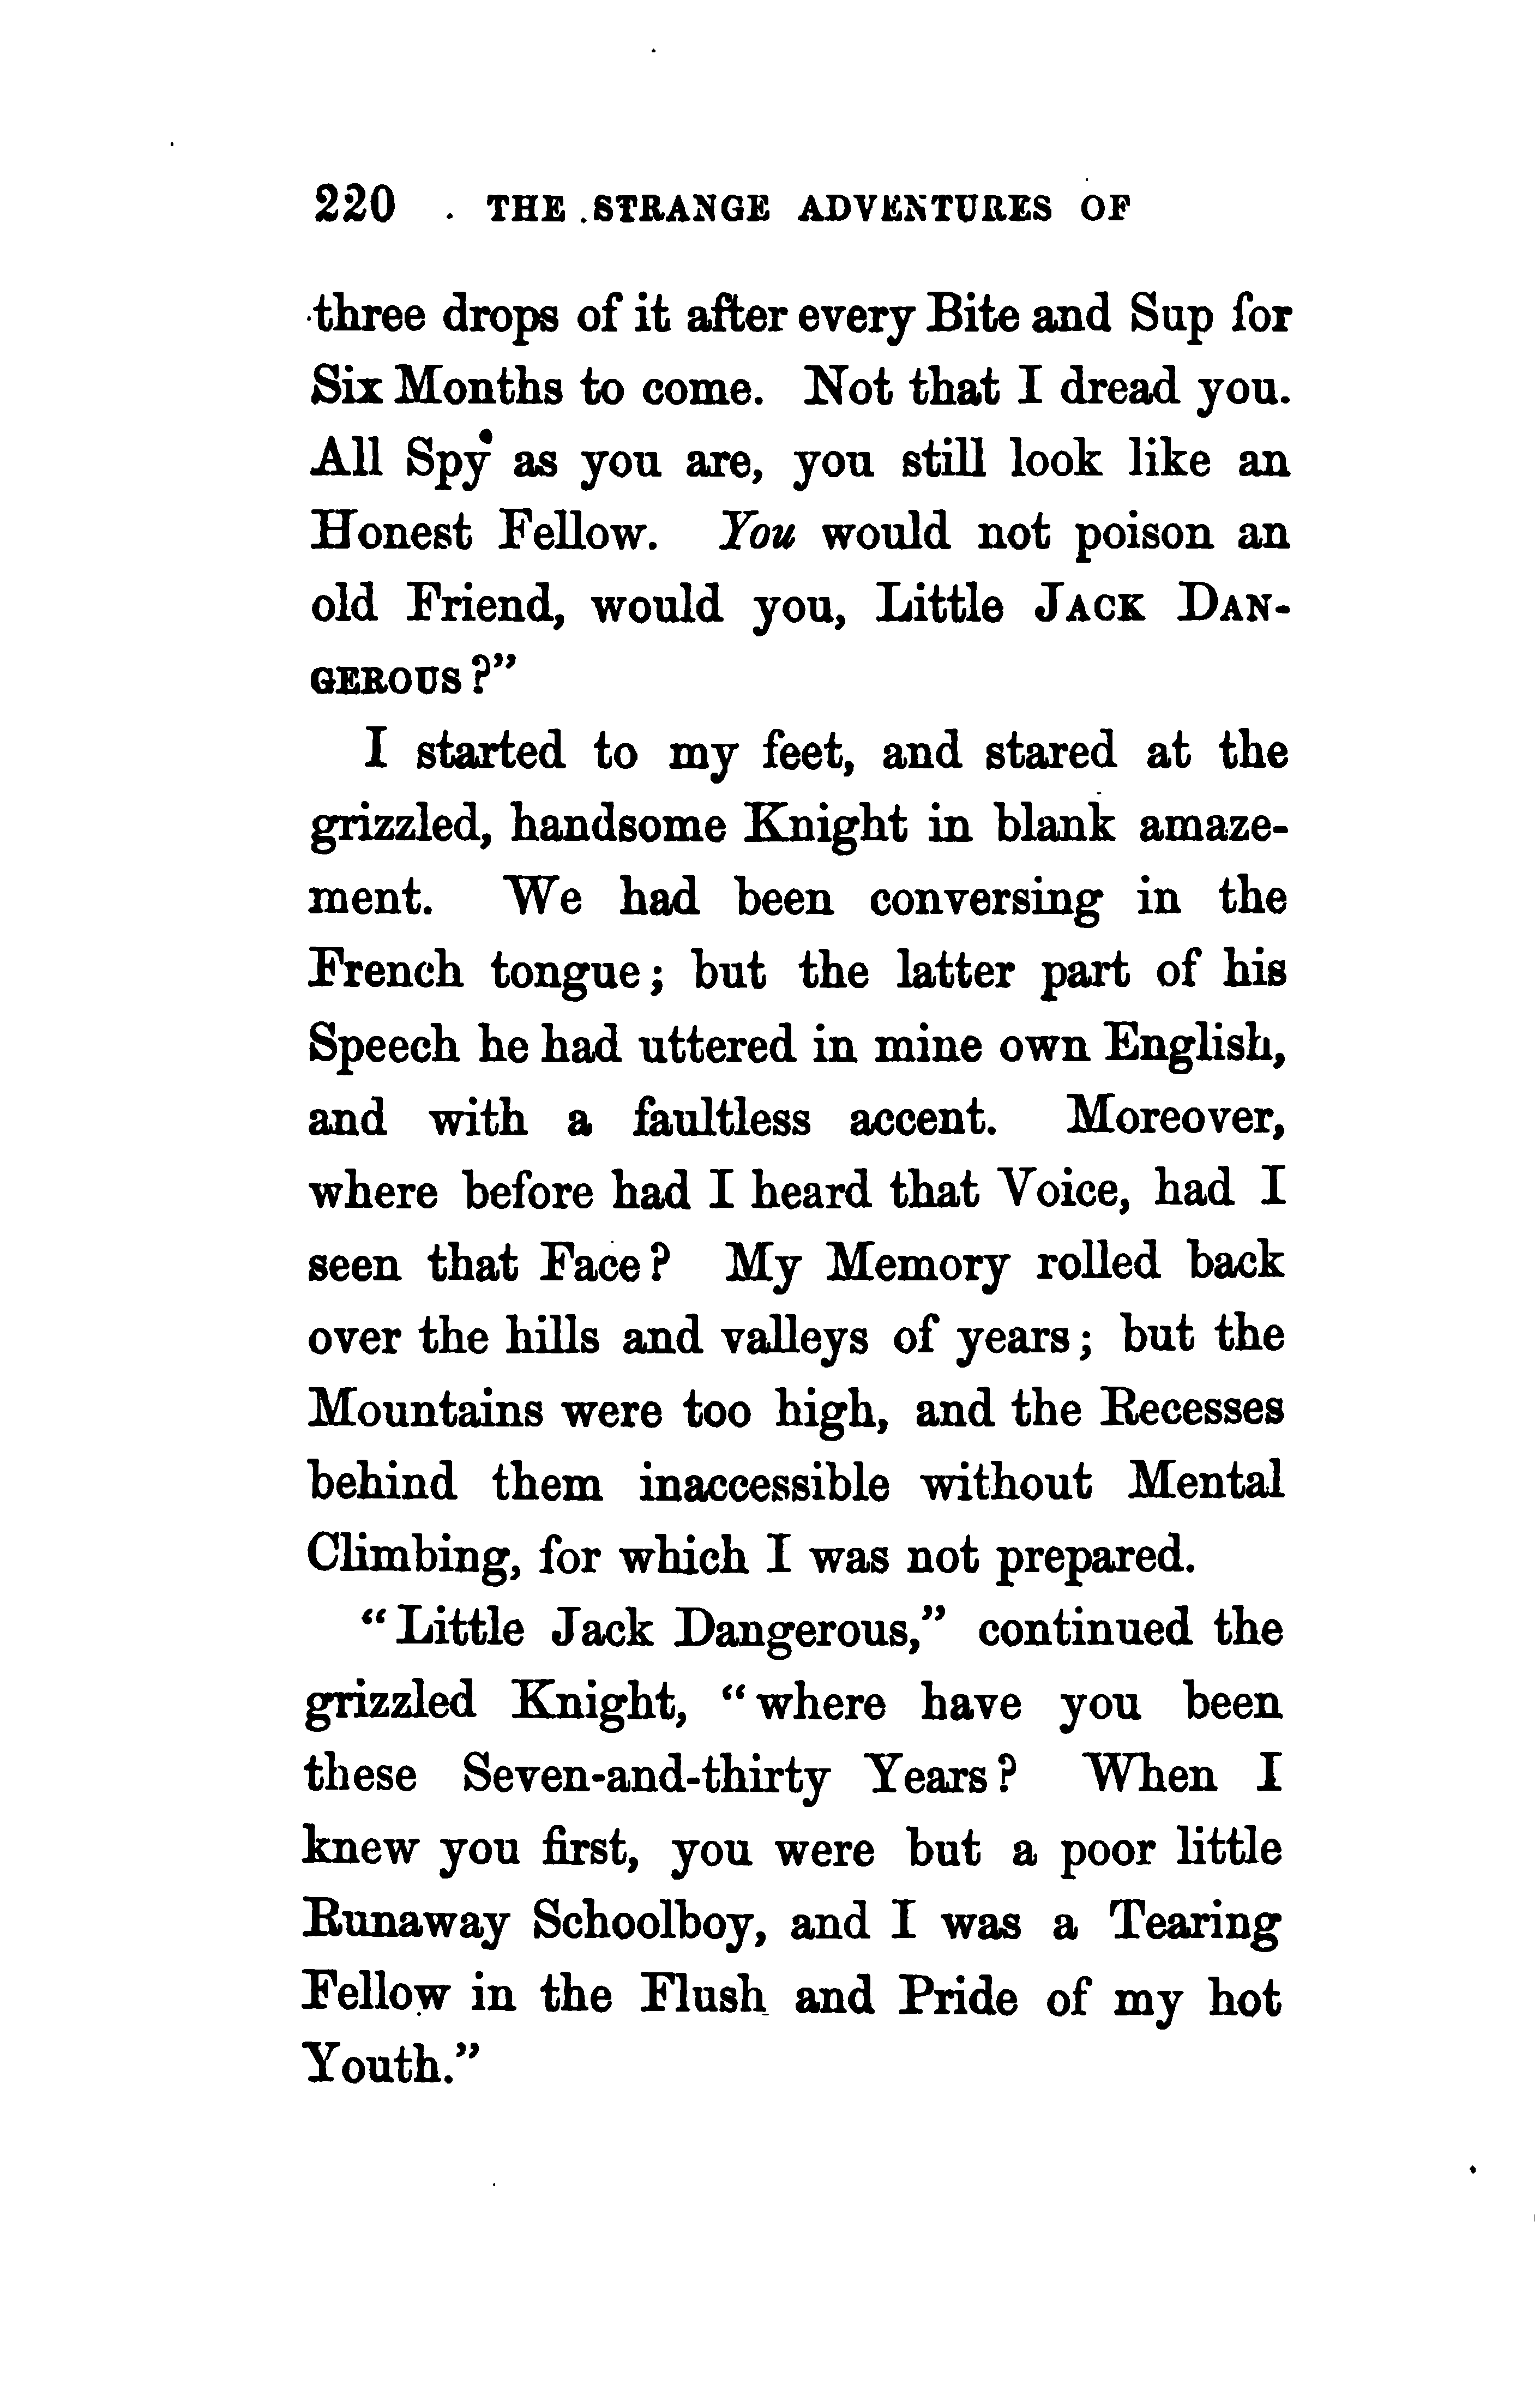 220 THE STRANGE ADVENTURES OF
three drops of it after every Bite and Sup for
Six Months to come. Not that I dread you.
All Spy as you are, you still look like an
Honest Fellow. You would not poison an
old Friend, would you, Little JACK DAN-
GEROUS?"
I started to my feet, and stared at the
grizzled, handsome Knight in blank amaze-
ment. We had been conversing in the
French tongue; but the latter part of his
Speech he had uttered in mine own English,
and with a faultless accent. Moreover,
where before had I heard that Voice, had I
seen that Face? My Memory rolled back
over the hills and valleys of years; but the
Mountains were too high, and the Recesses
behind them inaccessible without Mental
Climbing, for which I was not prepared.
"Little Jack Dangerous," continued the
grizzled Knight, "where have you been
these Seven-and-thirty Years? When I
knew you first, you were but a poor little
Runaway Schoolboy, and I was a Tearing
Fellow in the Flush and Pride of my hot
Youth."